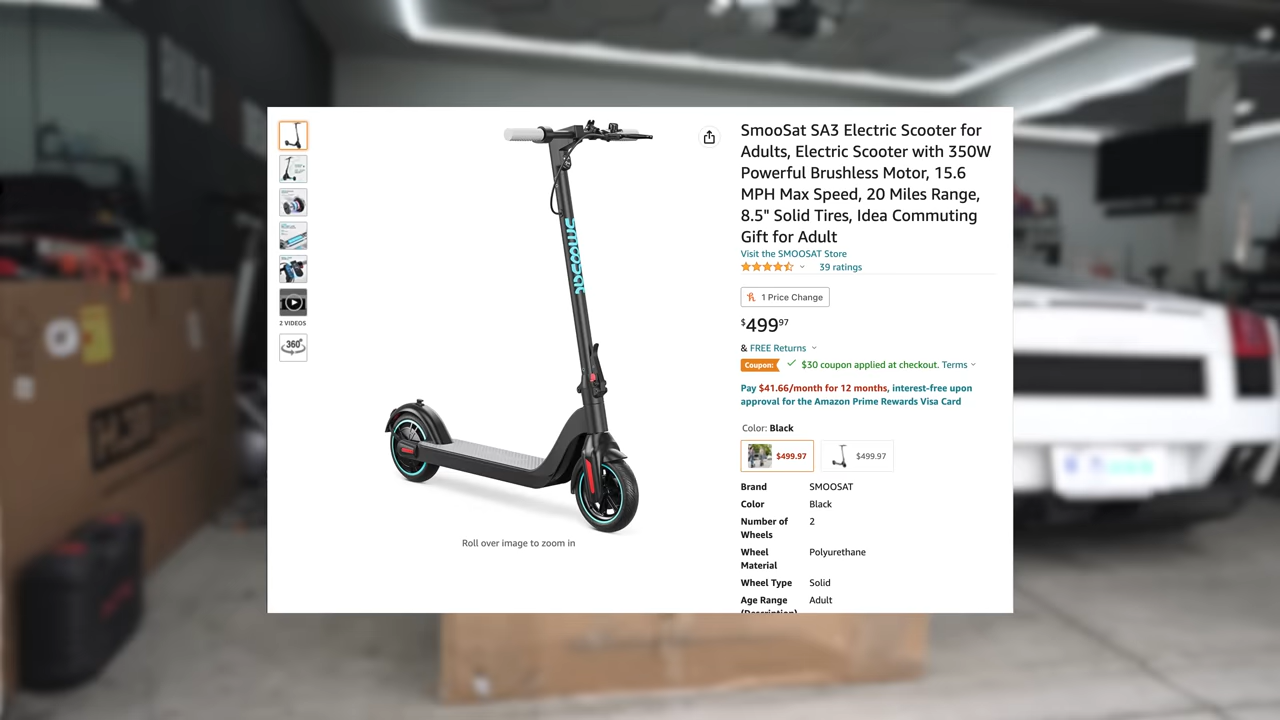 SmooSat SA3 Electric Scooter for
Adults, Electric Scooter with 350W
Powerful Brushless Motor, 15.6
MPH Max Speed, 20 Miles Range,
8.5" Solid Tires, Idea Commuting
Gift for Adult
Visit the SMOOSAT Store
39 ratings
1 Price Change
$499.97
& FREE Returns
Coupon: $30 coupon applied at checkout. Terms
Pay $41.66/month for 12 months, interest-free upon
approval for the Amazon Prime Rewards Visa Card
Color: Black
$499.97 $499.97
Brand SMOOSAT
Color Black
Number of Wheels 2
Wheel Material Polyurethane
Wheel Type Solid
Age Range (Description) Adult
2 VIDEOS
360°
smoosat
Roll over image to zoom in